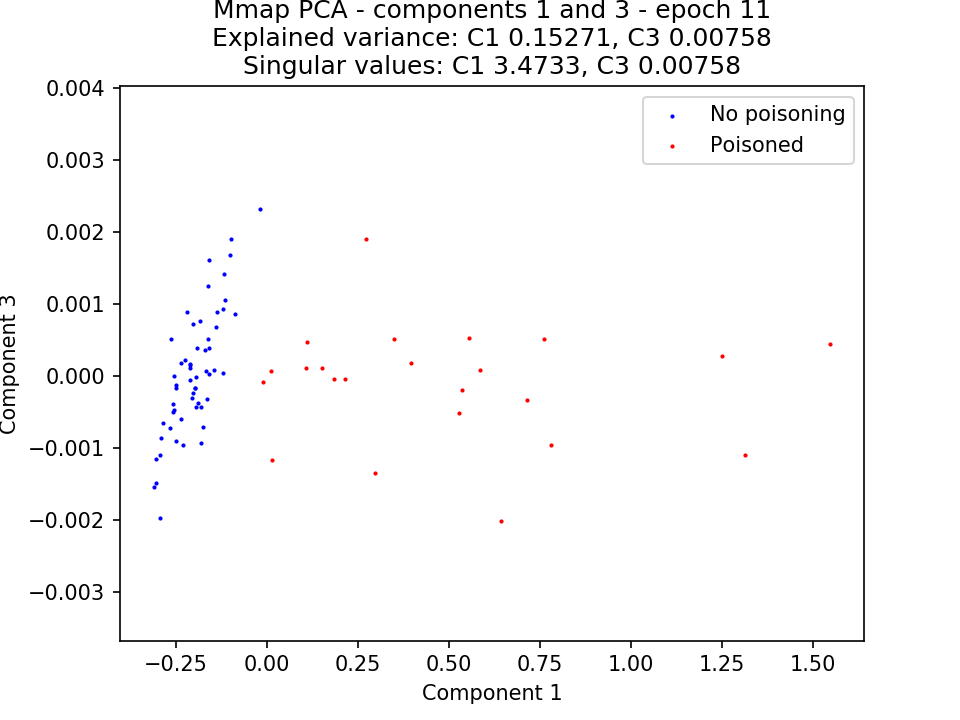 Mmap PCA - components 1 and 3 - epoch 11
Explained variance: C1 0.15271, C3 0.00758
Singular values: C1 3.4733, C3 0.00758
No poisoning
Poisoned
0.004
0.003
0.002
0.001
0.000
−0.001
−0.002
−0.003
Component 3
−0.25
0.00
0.25
0.50
0.75
1.00
1.25
1.50
Component 1